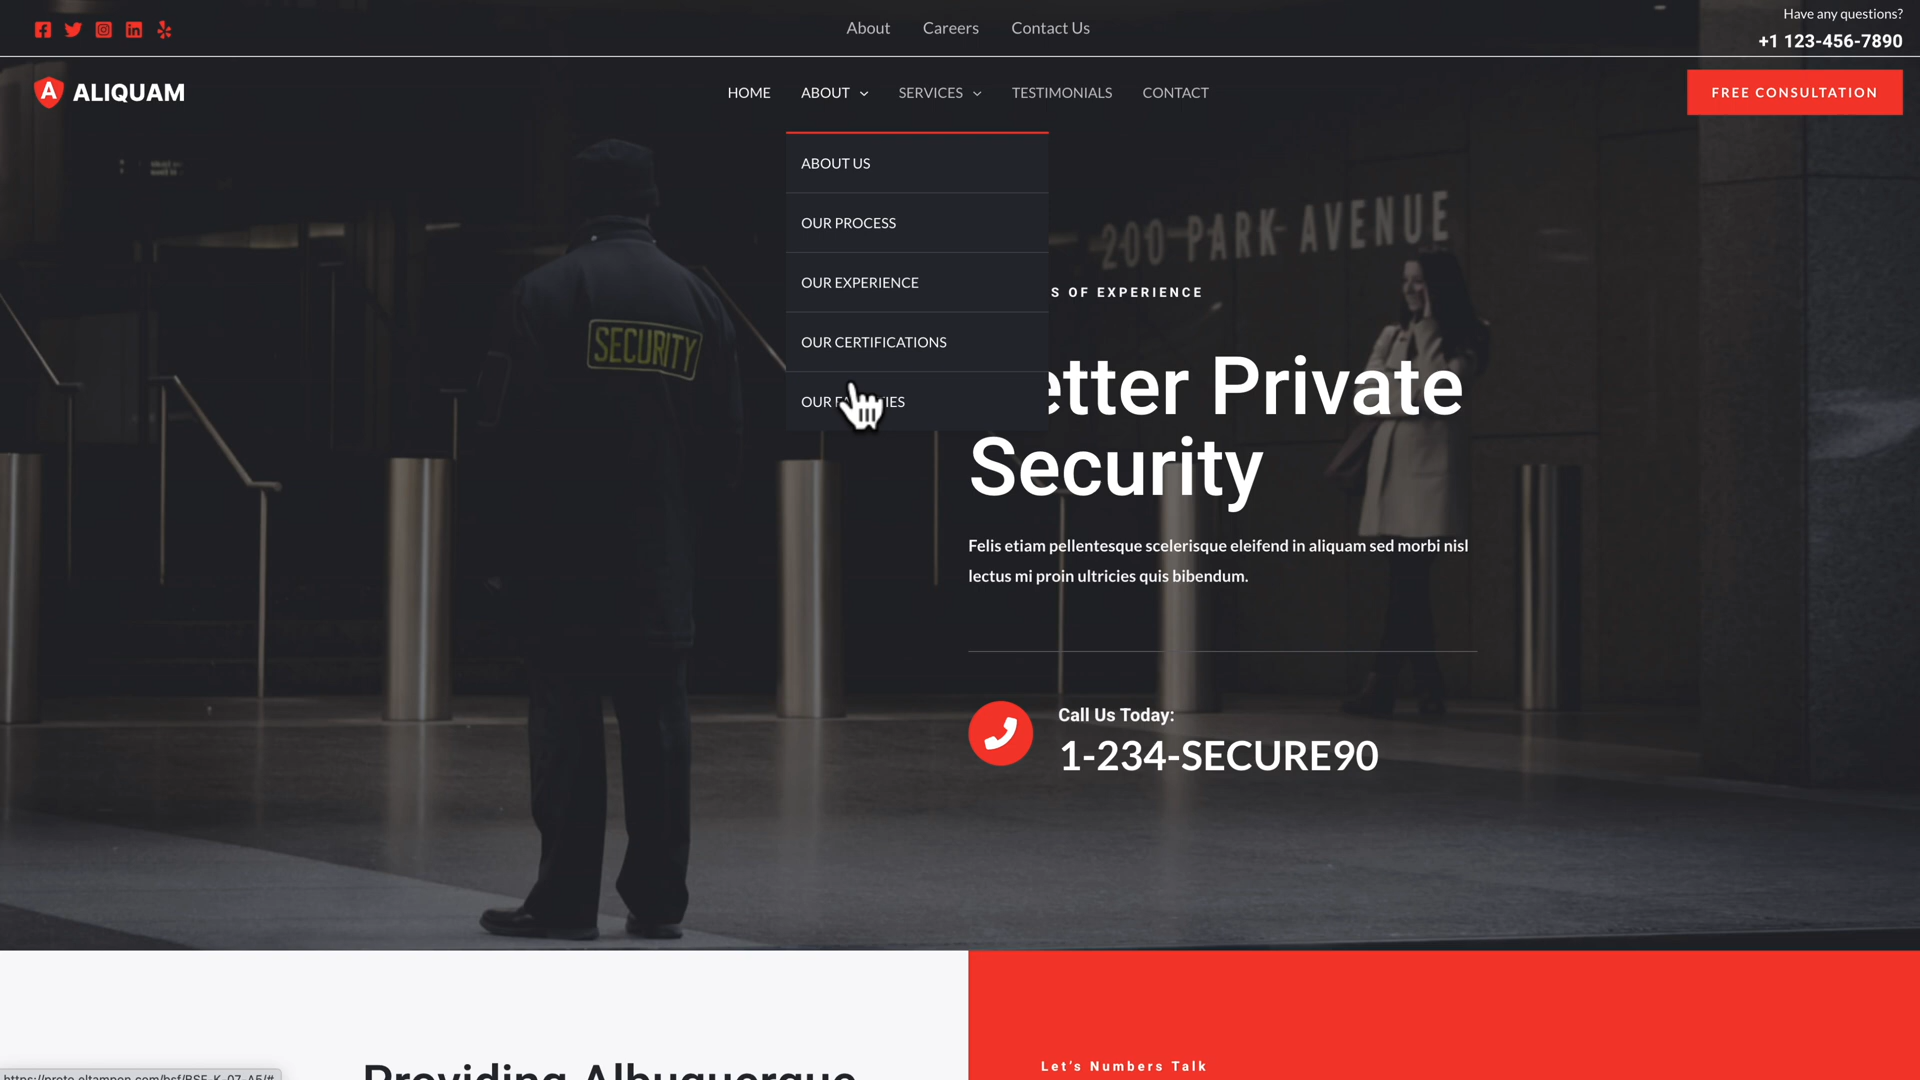 About Careers Contact Us
Have any questions?
+1 123-456-7890
A ALIQUAM
HOME ABOUT SERVICES TESTIMONIALS CONTACT
FREE CONSULTATION
ABOUT US
OUR PROCESS
OUR EXPERIENCE
OUR CERTIFICATIONS
OUR
200 PARK AVENUE
S OF EXPERIENCE
SECURITY
etter Private
Security
Felis etiam pellentesque scelerisque eleifend in aliquam sed morbi nisl
lectus mi proin ultricies quis bibendum.
Call Us Today:
1-234-SECURE90
Let's Numbers Talk
Providing Albuquerque